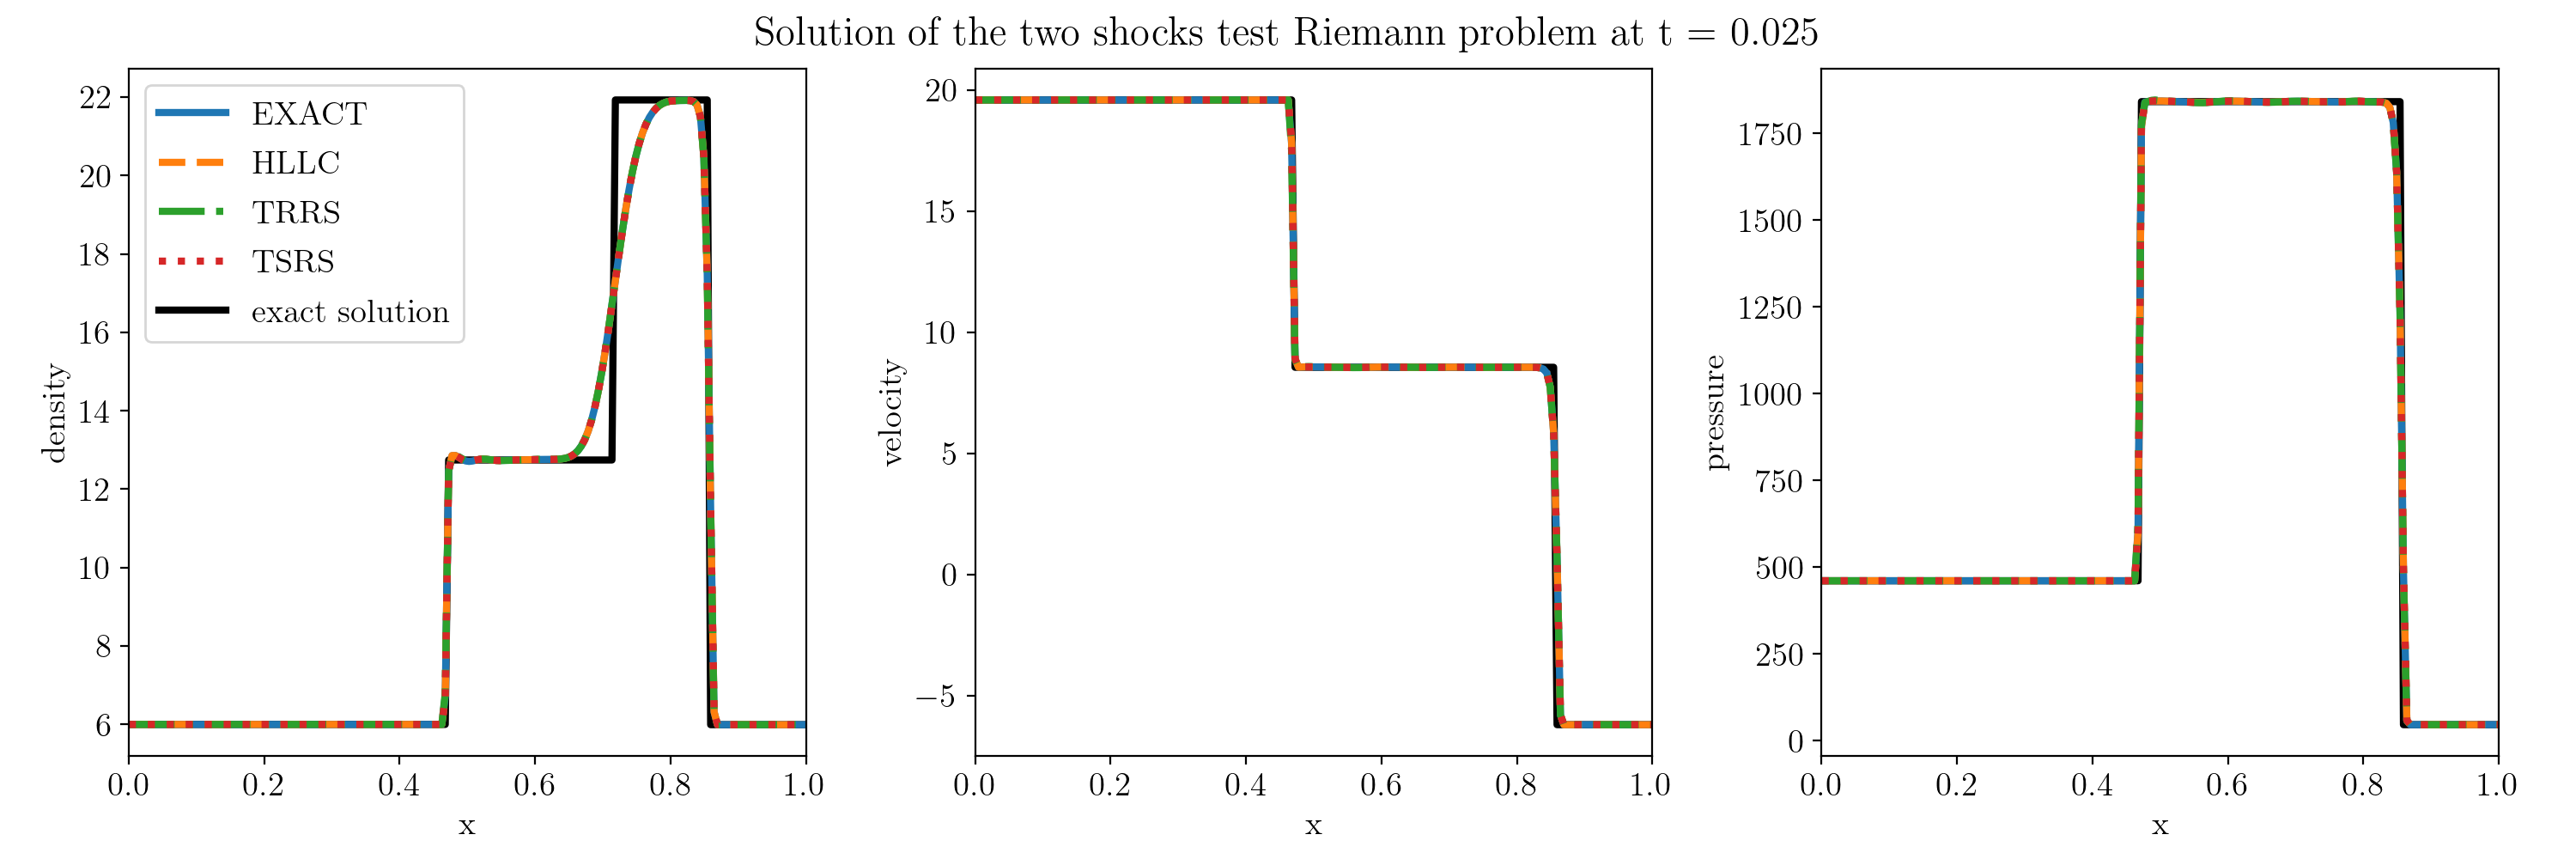 Solution of the two shocks test Riemann problem at t = 0.025
EXACT
HLLC
TRRS
TSRS
exact solution
density
22
20
18
16
14
12
10
8
6
0.0 0.2 0.4 0.6 0.8 1.0
x
velocity
20
15
10
5
0
−5
0.0 0.2 0.4 0.6 0.8 1.0
x
pressure
1750
1500
1250
1000
750
500
250
0
0.0 0.2 0.4 0.6 0.8 1.0
x